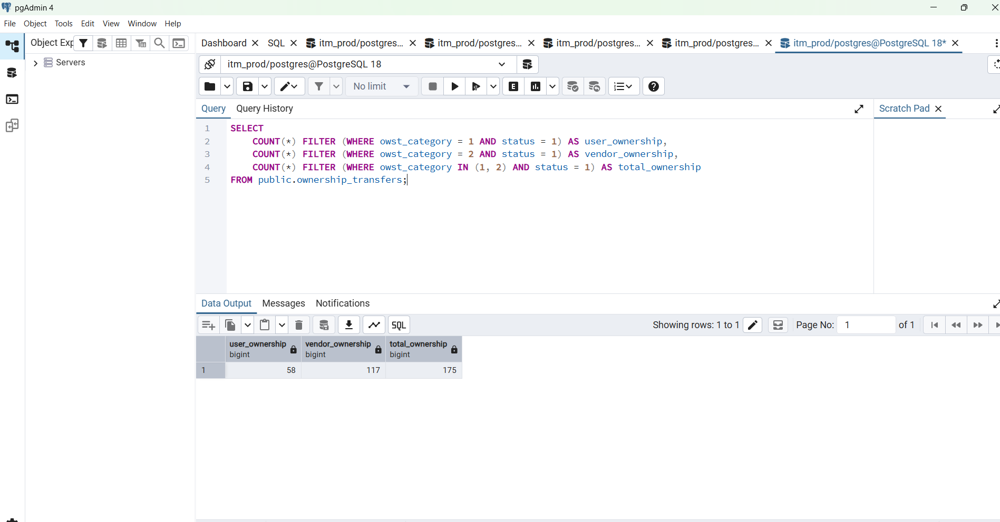 pgAdmin 4
File Object Tools Edit View Window Help
Object Exp
Dashboard SQL itm_prod/postgres... itm_prod/postgres... itm_prod/postgres... itm_prod/postgres... itm_prod/postgres@PostgreSQL 18*
Servers
itm_prod/postgres@PostgreSQL 18
No limit E
Query Query History Scratch Pad
1 SELECT
2 COUNT(*) FILTER (WHERE owst_category = 1 AND status = 1) AS user_ownership,
3 COUNT(*) FILTER (WHERE owst_category = 2 AND status = 1) AS vendor_ownership,
4 COUNT(*) FILTER (WHERE owst_category IN (1, 2) AND status = 1) AS total_ownership
5 FROM public.ownership_transfers;
Data Output Messages Notifications
SQL Showing rows: 1 to 1 Page No: 1 of 1
user_ownership vendor_ownership total_ownership
bigint bigint bigint
1 58 117 175